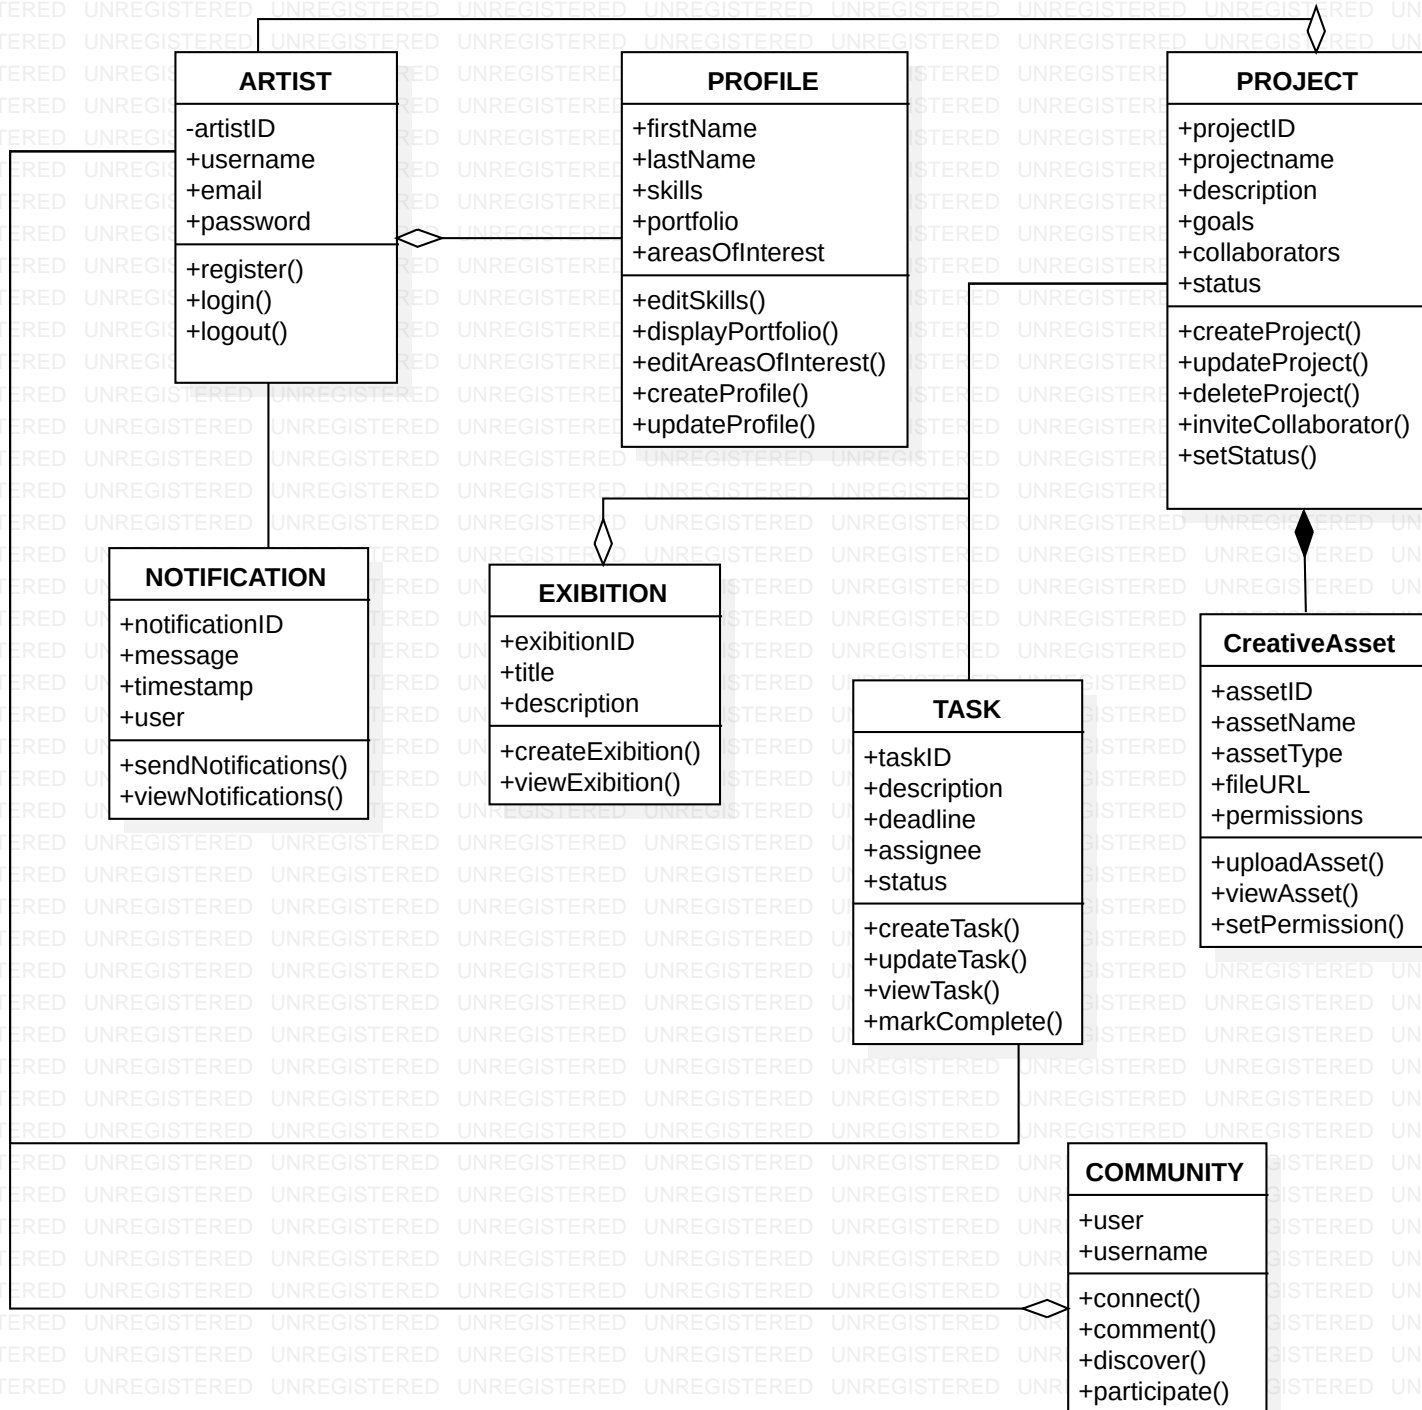 ARTIST
-artistID
+username
+email
+password
+register()
+login()
+logout()
PROFILE
+firstName
+lastName
+skills
+portfolio
+areasOfInterest
+editSkills()
+displayPortfolio()
+editAreasOfInterest()
+createProfile()
+updateProfile()
PROJECT
+projectID
+projectname
+description
+goals
+collaborators
+status
+createProject()
+updateProject()
+deleteProject()
+inviteCollaborator()
+setStatus()
NOTIFICATION
+notificationID
+message
+timestamp
+user
+sendNotifications()
+viewNotifications()
EXIBITION
+exibitionID
+title
+description
+createExibition()
+viewExibition()
TASK
+taskID
+description
+deadline
+assignee
+status
+createTask()
+updateTask()
+viewTask()
+markComplete()
CreativeAsset
+assetID
+assetName
+assetType
+fileURL
+permissions
+uploadAsset()
+viewAsset()
+setPermission()
COMMUNITY
+user
+username
+connect()
+comment()
+discover()
+participate()
UNREGISTERED